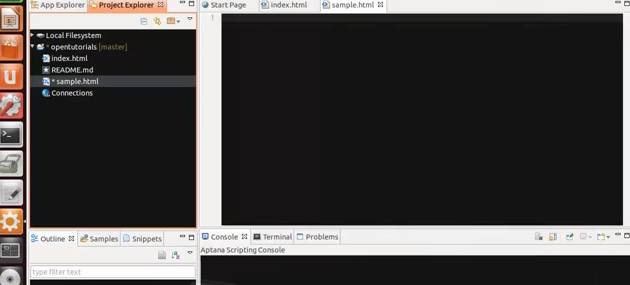 App Explorer Project Explorer
Local Filesystem
opentutorials [master]
index.html
README.md
* sample.html
Connections
Start Page index.html sample.html
1
Outline Samples Snippets
type filter text
Console Terminal Problems
Aptana Scripting Console